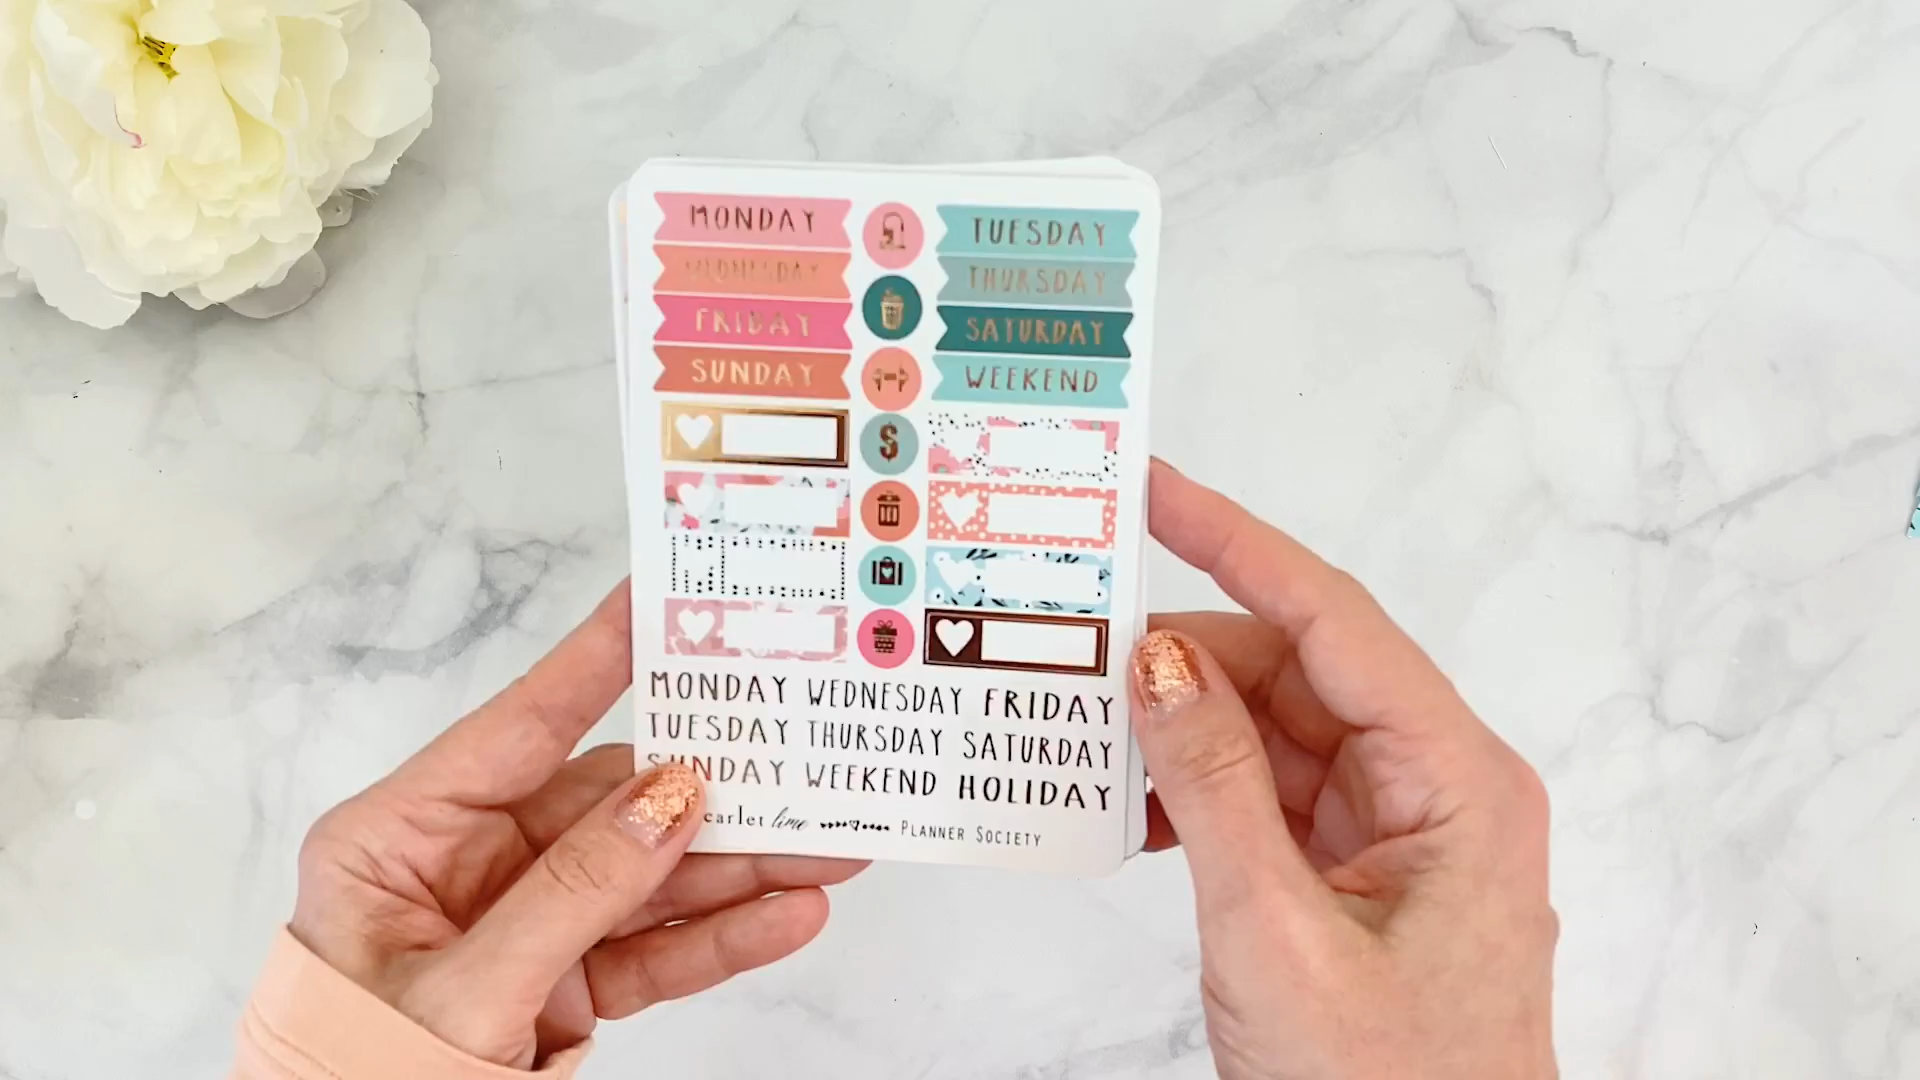 MONDAY TUESDAY
WEDNESDAY THURSDAY
FRIDAY SATURDAY
SUNDAY WEEKEND
$
MONDAY WEDNESDAY FRIDAY
TUESDAY THURSDAY SATURDAY
SUNDAY WEEKEND HOLIDAY
carlet lime PLANNER SOCIETY